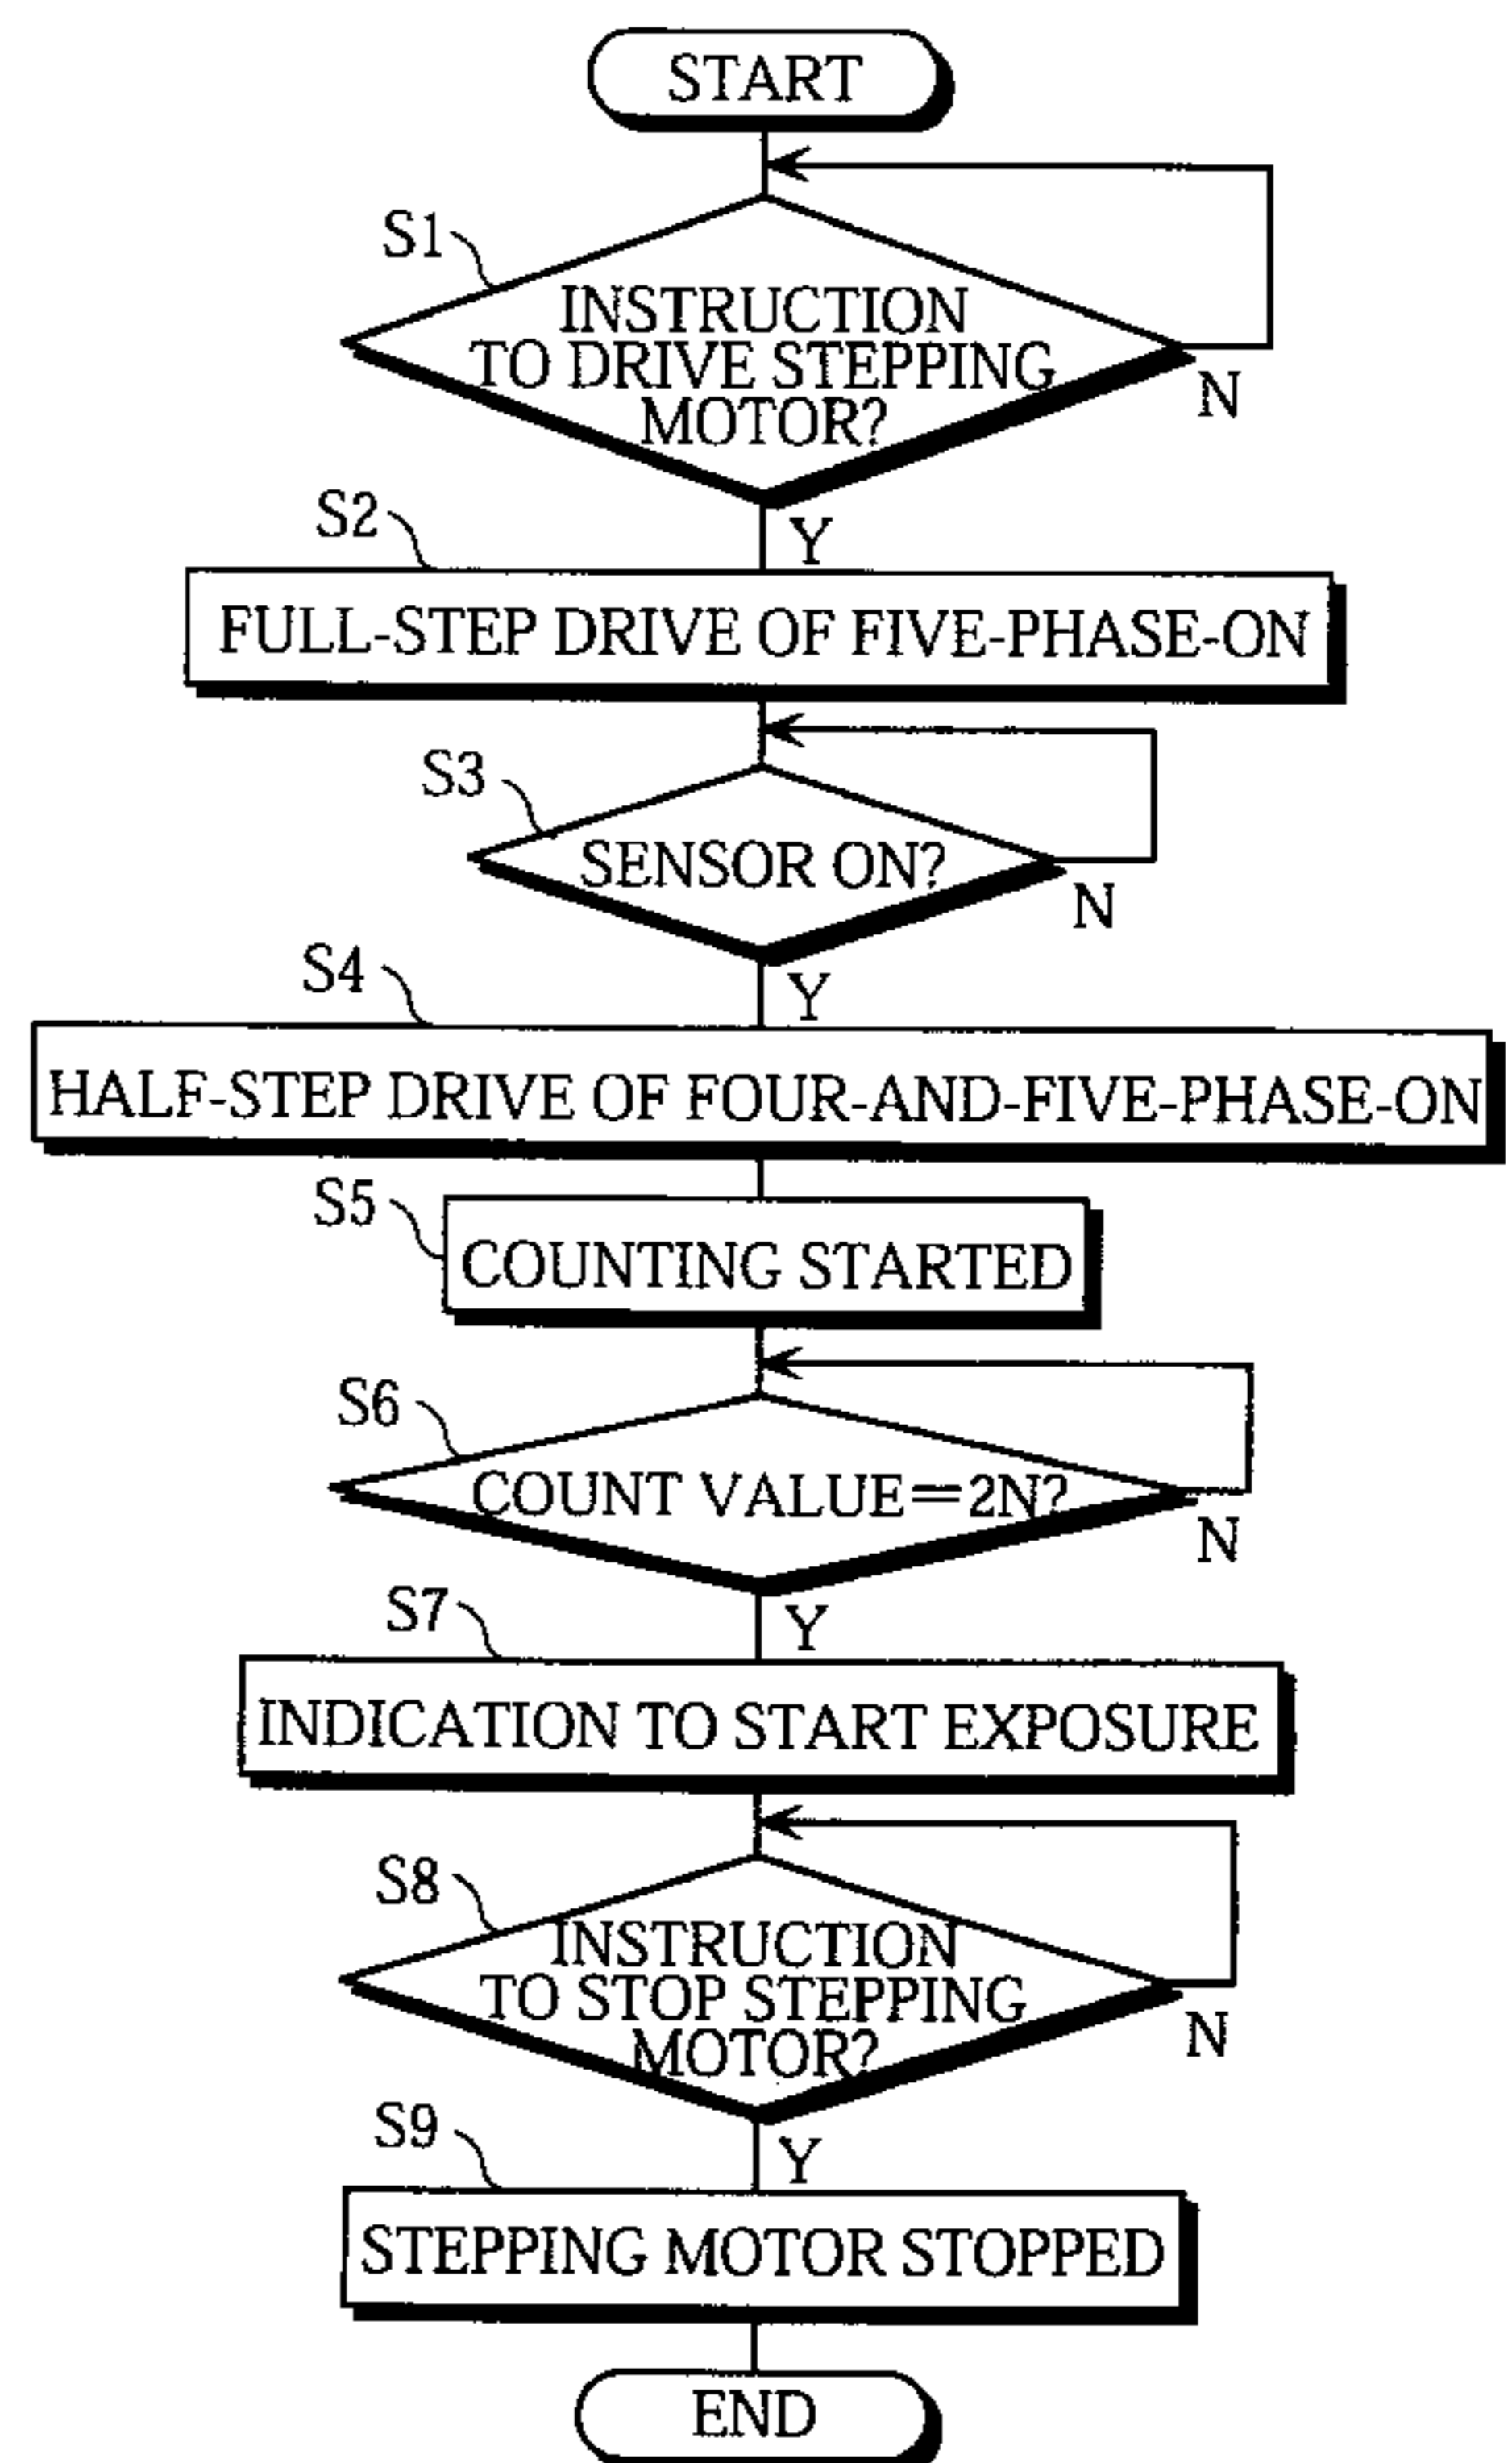 START
S1
INSTRUCTION
TO DRIVE STEPPING
MOTOR?
N
Y
S2
FULL-STEP DRIVE OF FIVE-PHASE-ON
S3
SENSOR ON?
N
Y
S4
HALF-STEP DRIVE OF FOUR-AND-FIVE-PHASE-ON
S5
COUNTING STARTED
S6
COUNT VALUE=2N?
N
Y
S7
INDICATION TO START EXPOSURE
S8
INSTRUCTION
TO STOP STEPPING
MOTOR?
N
Y
S9
STEPPING MOTOR STOPPED
END